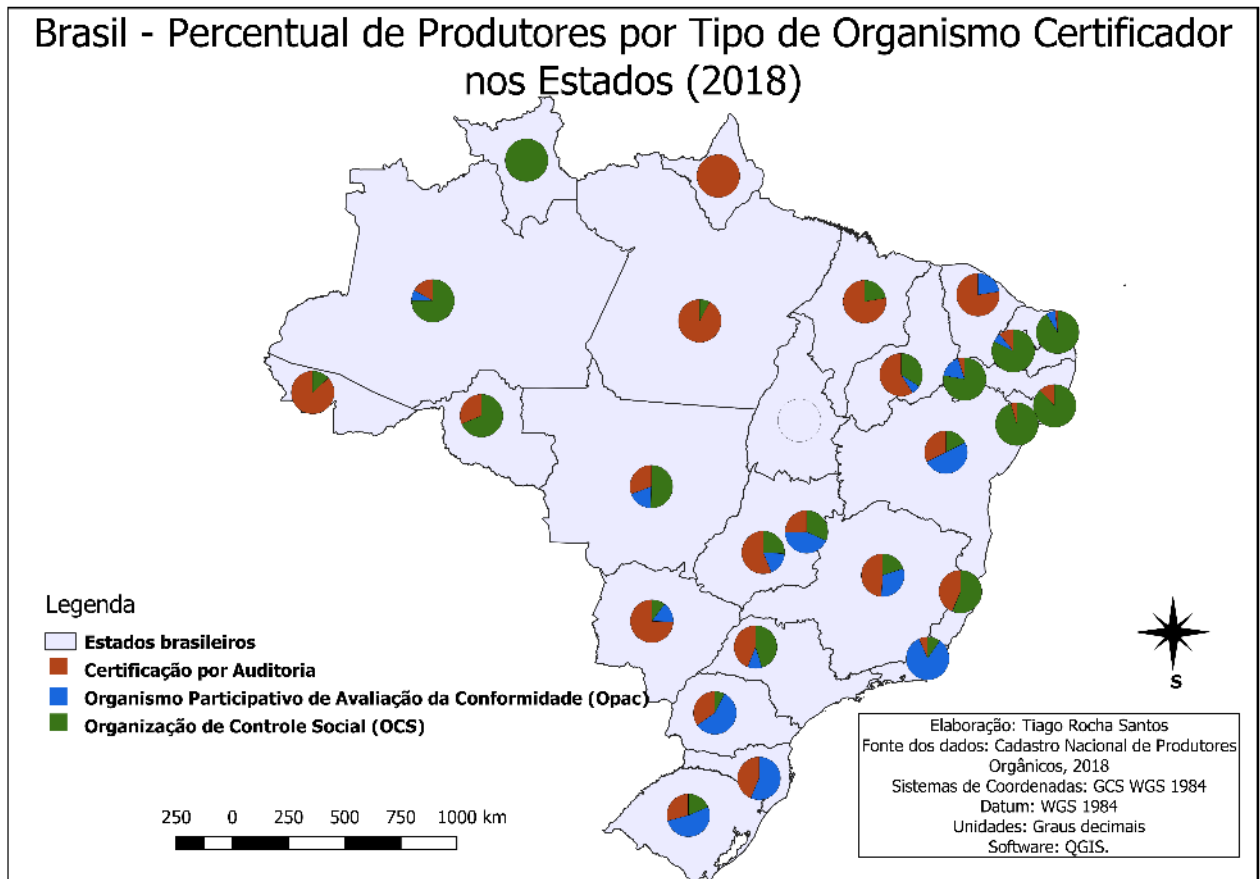 Brasil - Percentual de Produtores por Tipo de Organismo Certificador
nos Estados (2018)
Legenda
Estados brasileiros
Certificação por Auditoria
Organismo Participativo de Avaliação da Conformidade (Opac)
Organização de Controle Social (OCS)
250 0 250 500 750 1000 km
S
Elaboração: Tiago Rocha Santos
Fonte dos dados: Cadastro Nacional de Produtores
Orgânicos, 2018
Sistemas de Coordenadas: GCS WGS 1984
Datum: WGS 1984
Unidades: Graus decimais
Software: QGIS.